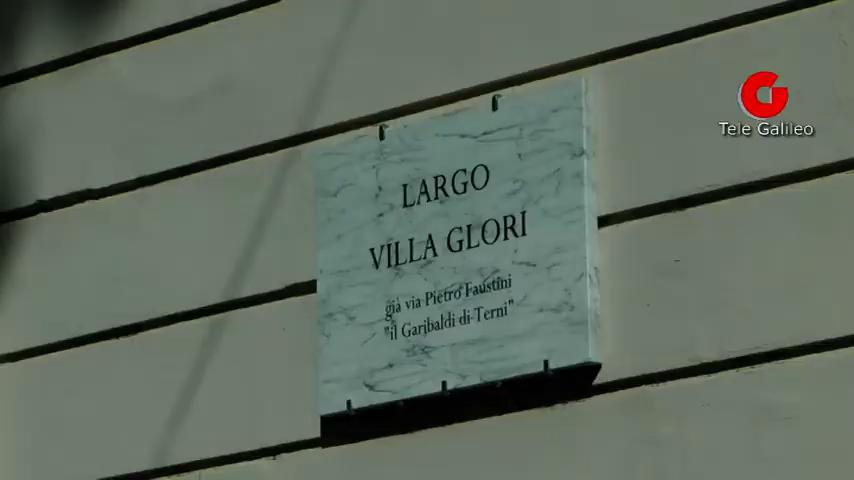 LARGO
VILLA GLORI
già via Pietro Faustini
"il Garibaldi di Terni"
Tele Galileo